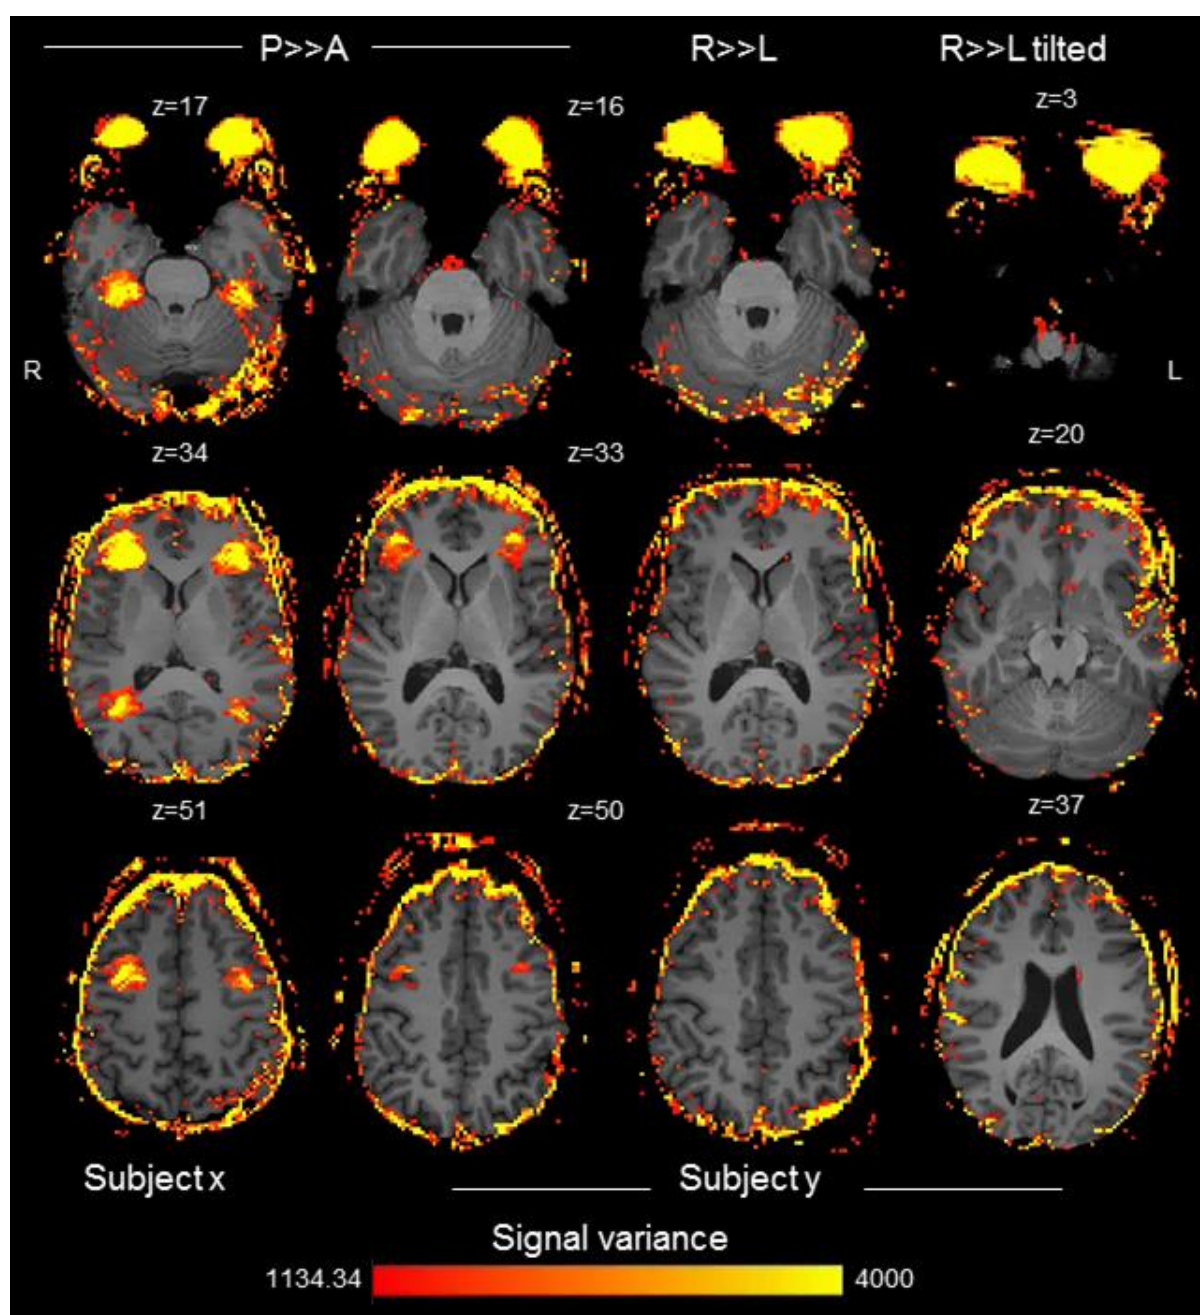 P>>A R>>L R>>L tilted
z=17 z=16 z=3
R L
z=34 z=33 z=20
z=51 z=50 z=37
Subject x Subject y
Signal variance
1134.34 4000